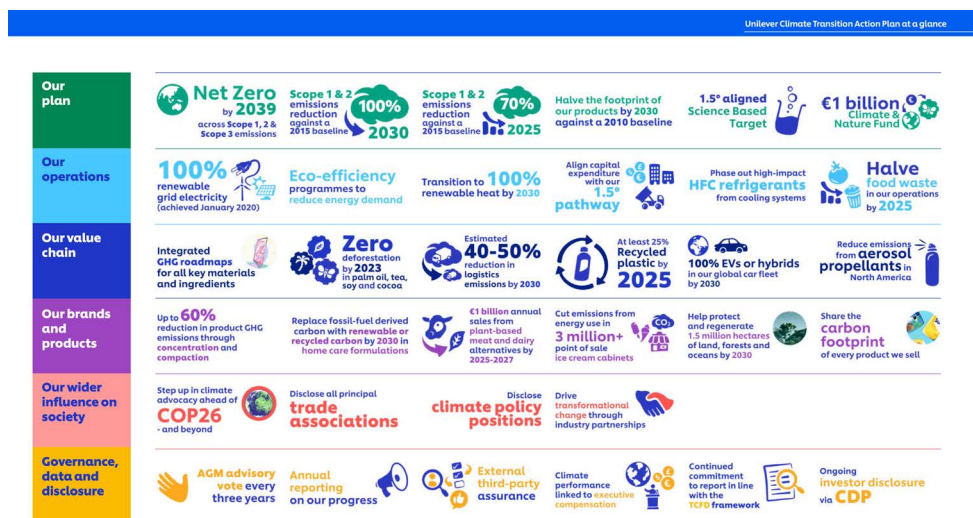 Unilever Climate Transition Action Plan at a glance
Our
plan
Net Zero
by 2039
across Scope 1, 2 &
Scope 3 emissions
Scope 1 & 2
emissions
reduction
against a
2015 baseline
100%
2030
Scope 1 & 2
emissions
reduction
against a
2015 baseline
70%
2025
Halve the footprint of
our products by 2030
against a 2010 baseline
1.5° aligned
Science Based
Target
€1 billion
Climate &
Nature Fund
Our
operations
100%
renewable
grid electricity
(achieved January 2020)
Eco-efficiency
programmes to
reduce energy demand
Transition to 100%
renewable heat by 2030
Align capital
expenditure
with our
1.5°
pathway
Phase out high-impact
HFC refrigerants
from cooling systems
Halve
food waste
in our operations
by 2025
Our value
chain
Integrated
GHG roadmaps
for all key materials
and ingredients
Zero
deforestation
by 2023
in palm oil, tea,
soy and cocoa
Estimated
40-50%
reduction in
logistics
emissions by 2030
At least 25%
Recycled
plastic by
2025
100% EVs or hybrids
in our global car fleet
by 2030
Reduce emissions
from aerosol
propellants in
North America
Our brands
and
products
Up to 60%
reduction in product GHG
emissions through
concentration and
compaction
Replace fossil-fuel derived
carbon with renewable or
recycled carbon by 2030 in
home care formulations
€1 billion annual
sales from
plant-based
meat and dairy
alternatives by
2025-2027
Cut emissions from
energy use in
3 million+
point of sale
ice cream cabinets
CO₂
Help protect
and regenerate
1.5 million hectares
of land, forests and
oceans by 2030
Share the
carbon
footprint
of every product we sell
Our wider
influence on
society
Step up in climate
advocacy ahead of
COP26
- and beyond
Disclose all principal
trade
associations
Disclose
climate policy
positions
Drive
transformational
change through
industry partnerships
Governance,
data and
disclosure
AGM advisory
vote every
three years
Annual
reporting
on our progress
External
third-party
assurance
Climate
performance
linked to executive
compensation
Continued
commitment
to report in line
with the
TCFD framework
Ongoing
investor disclosure
via CDP